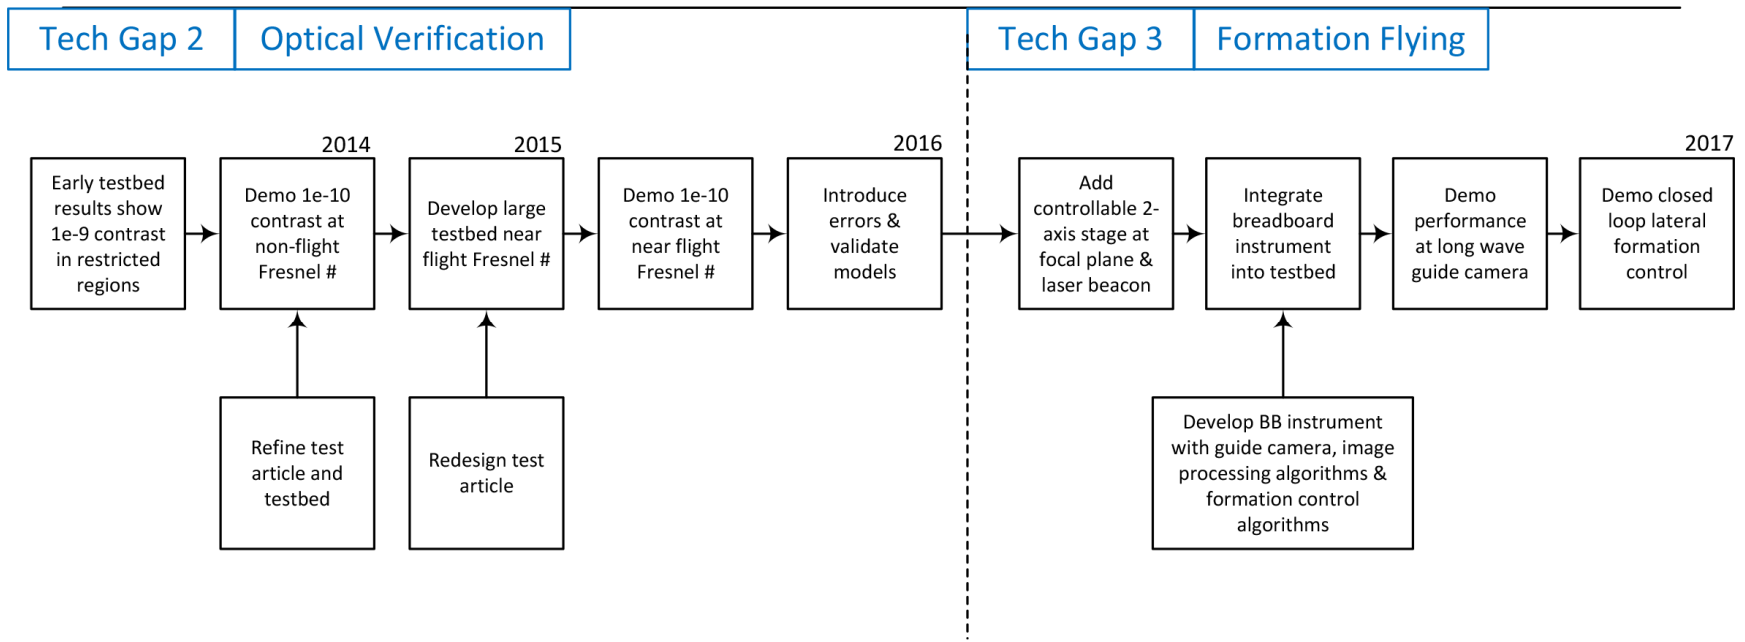 Tech Gap 2
Optical Verification
Tech Gap 3
Formation Flying
2014
2015
2016
2017
Early testbed
results show
1e-9 contrast
in restricted
regions
Demo 1e-10
contrast at
non-flight
Fresnel #
Develop large
testbed near
flight Fresnel #
Demo 1e-10
contrast at
near flight
Fresnel #
Introduce
errors &
validate
models
Add
controllable 2-
axis stage at
focal plane &
laser beacon
Integrate
breadboard
instrument
into testbed
Demo
performance
at long wave
guide camera
Demo closed
loop lateral
formation
control
Refine test
article and
testbed
Redesign test
article
Develop BB instrument
with guide camera, image
processing algorithms &
formation control
algorithms